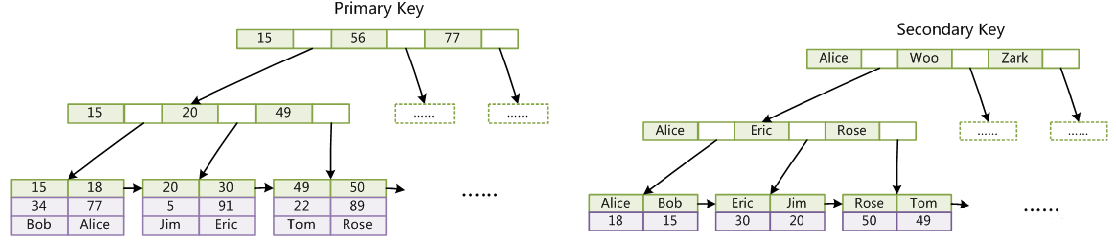 Primary Key
15 56 77
15 20 49
...... ......
15 18 20 30 49 50
34 77 5 91 22 89
Bob Alice Jim Eric Tom Rose
......
Secondary Key
Alice Woo Zark
Alice Eric Rose
...... ......
Alice Bob Eric Jim Rose Tom
18 15 30 20 50 49
......